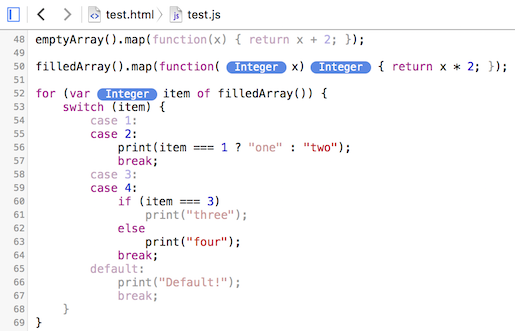 test.html test.js
48 emptyArray().map(function(x) { return x + 2; });
49
50 filledArray().map(function( Integer x) Integer { return x * 2; });
51
52 for (var Integer item of filledArray()) {
53 switch (item) {
54 case 1:
55 case 2:
56 print(item === 1 ? "one" : "two");
57 break;
58 case 3:
59 case 4:
60 if (item === 3)
61 print("three");
62 else
63 print("four");
64 break;
65 default:
66 print("Default!");
67 break;
68 }
69 }